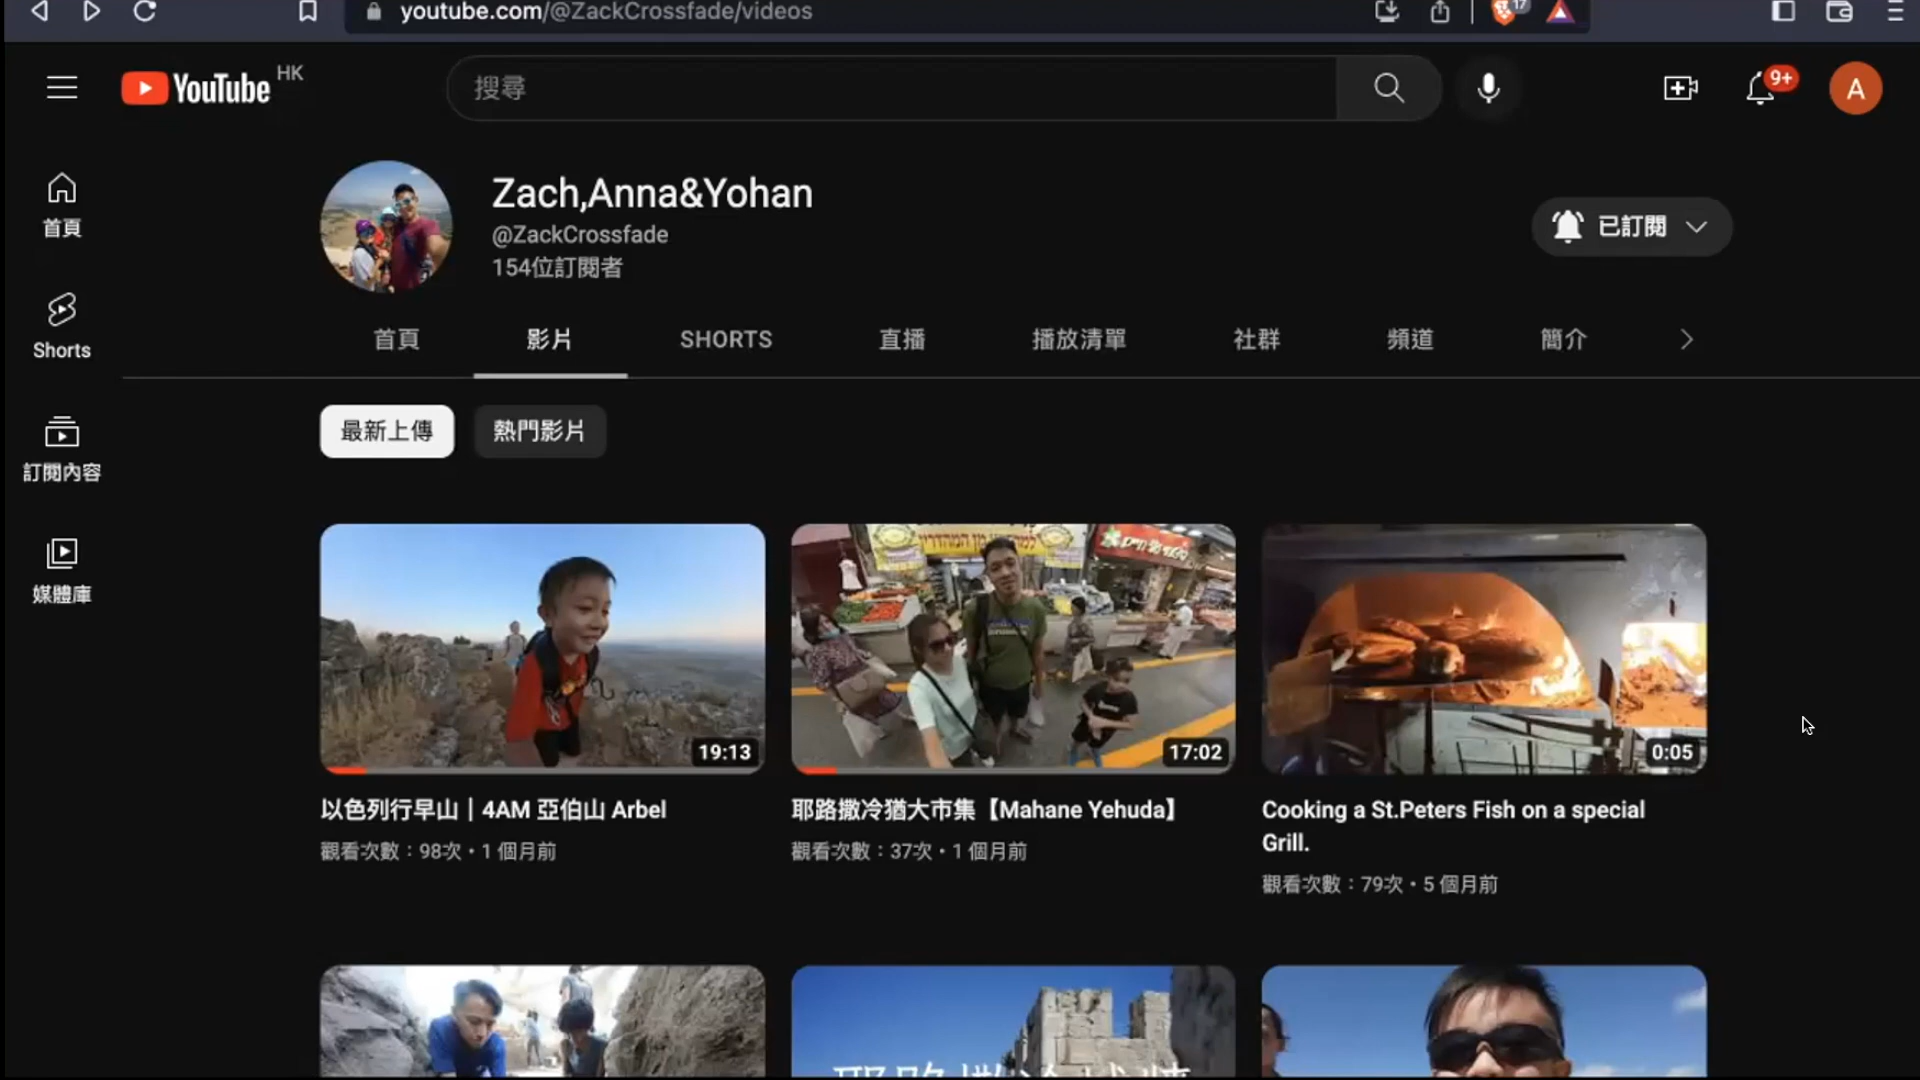 youtube.com/@ZackCrossfade/videos
17
YouTube HK
搜尋
9+
A
首頁
Shorts
訂閱內容
媒體庫
Zach,Anna&Yohan
@ZackCrossfade
154位訂閱者
已訂閱
首頁 影片 SHORTS 直播 播放清單 社群 頻道 簡介
最新上傳 熱門影片
19:13
17:02
0:05
以色列行早山｜4AM 亞伯山 Arbel
觀看次數：98次・1 個月前
耶路撒冷猶大市集【Mahane Yehuda】
觀看次數：37次・1 個月前
Cooking a St.Peters Fish on a special
Grill.
觀看次數：79次・5 個月前